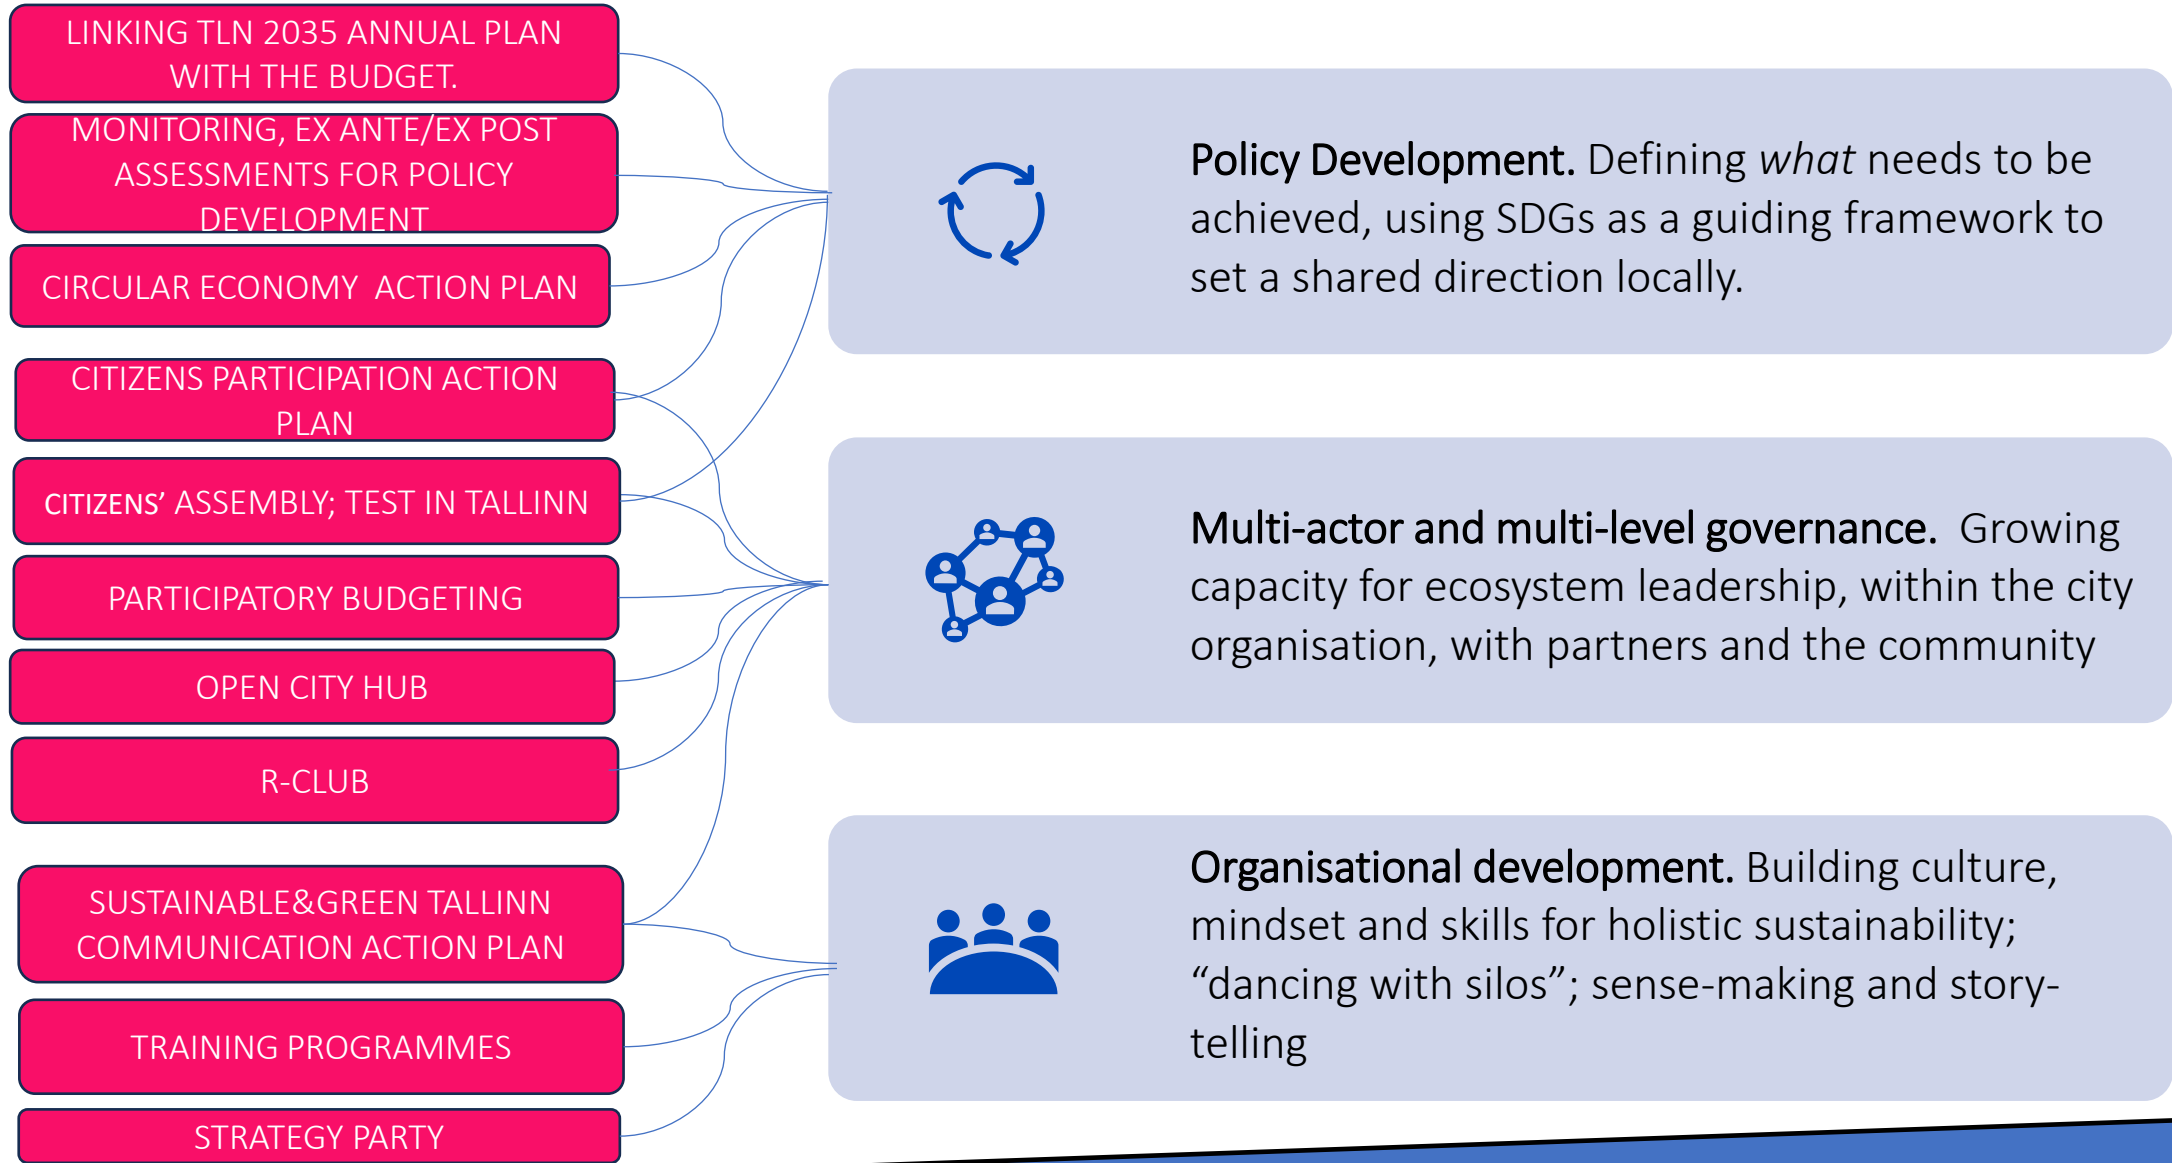 LINKING TLN 2035 ANNUAL PLAN
WITH THE BUDGET.
MONITORING, EX ANTE/EX POST
ASSESSMENTS FOR POLICY
DEVELOPMENT
CIRCULAR ECONOMY  ACTION PLAN
CITIZENS PARTICIPATION ACTION
PLAN
CITIZENS’ ASSEMBLY; TEST IN TALLINN
PARTICIPATORY BUDGETING
OPEN CITY HUB
R-CLUB
SUSTAINABLE&GREEN TALLINN
COMMUNICATION ACTION PLAN
TRAINING PROGRAMMES
STRATEGY PARTY
Policy Development. Defining what needs to be
achieved, using SDGs as a guiding framework to
set a shared direction locally.
Multi-actor and multi-level governance.  Growing
capacity for ecosystem leadership, within the city
organisation, with partners and the community
Organisational development. Building culture,
mindset and skills for holistic sustainability;
“dancing with silos”; sense-making and story-
telling